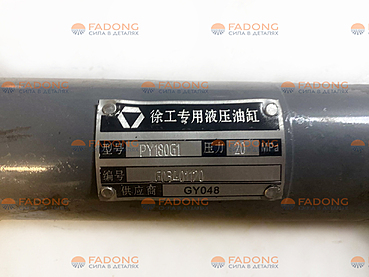 FADONG
СИЛА В ДЕТАЛЯХ
徐工专用液压油缸
型号 PY180G1 压力 20 MPa
编号
供应商 GY048